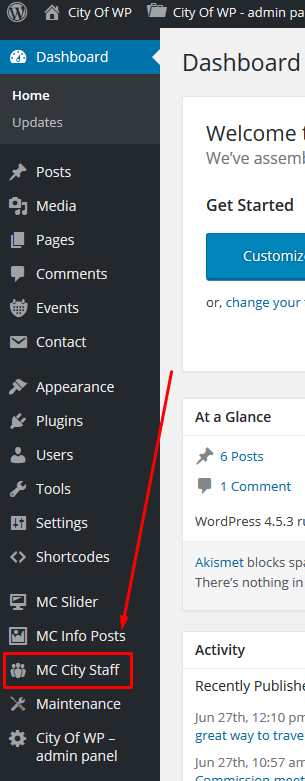 City Of WP City Of WP - admin pan
Dashboard
Home
Updates
Posts
Media
Pages
Comments
Events
Contact
Appearance
Plugins
Users
Tools
Settings
Shortcodes
MC Slider
MC Info Posts
MC City Staff
Maintenance
City Of WP –
admin panel
Dashboard
Welcome t
We've assemb
Get Started
Customize
or, change your
At a Glance
6 Posts
1 Comment
WordPress 4.5.3 ru
Akismet blocks spa
There's nothing in
Activity
Recently Publishe
Jun 27th, 12:10 pm
great way to trave
Jun 27th, 10:57 am
Commission meet